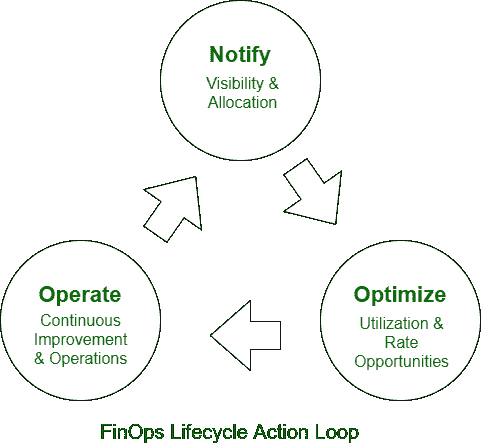 Notify
Visibility &
Allocation
Operate
Continuous
Improvement
& Operations
Optimize
Utilization &
Rate
Opportunities
FinOps Lifecycle Action Loop